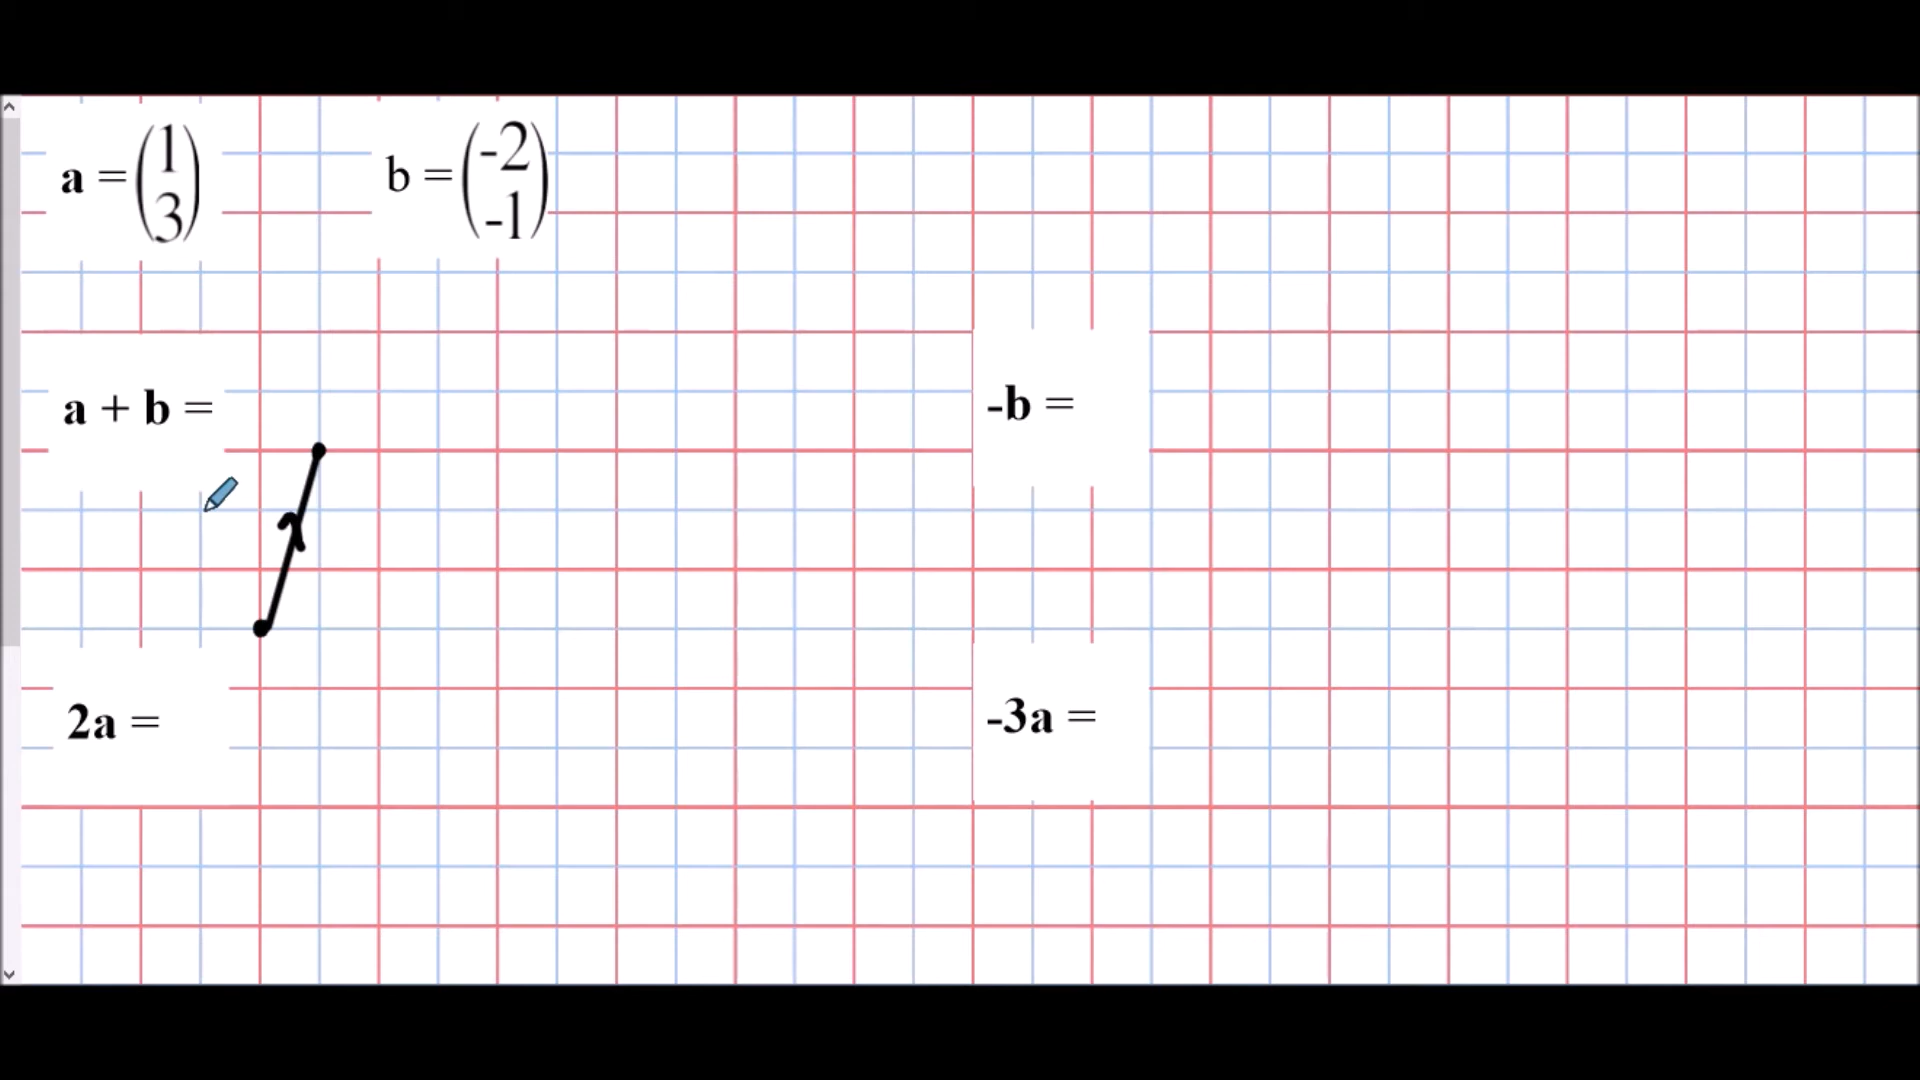 a = (1 3) b = (-2 -1)
a + b =
-b =
2a =
-3a =